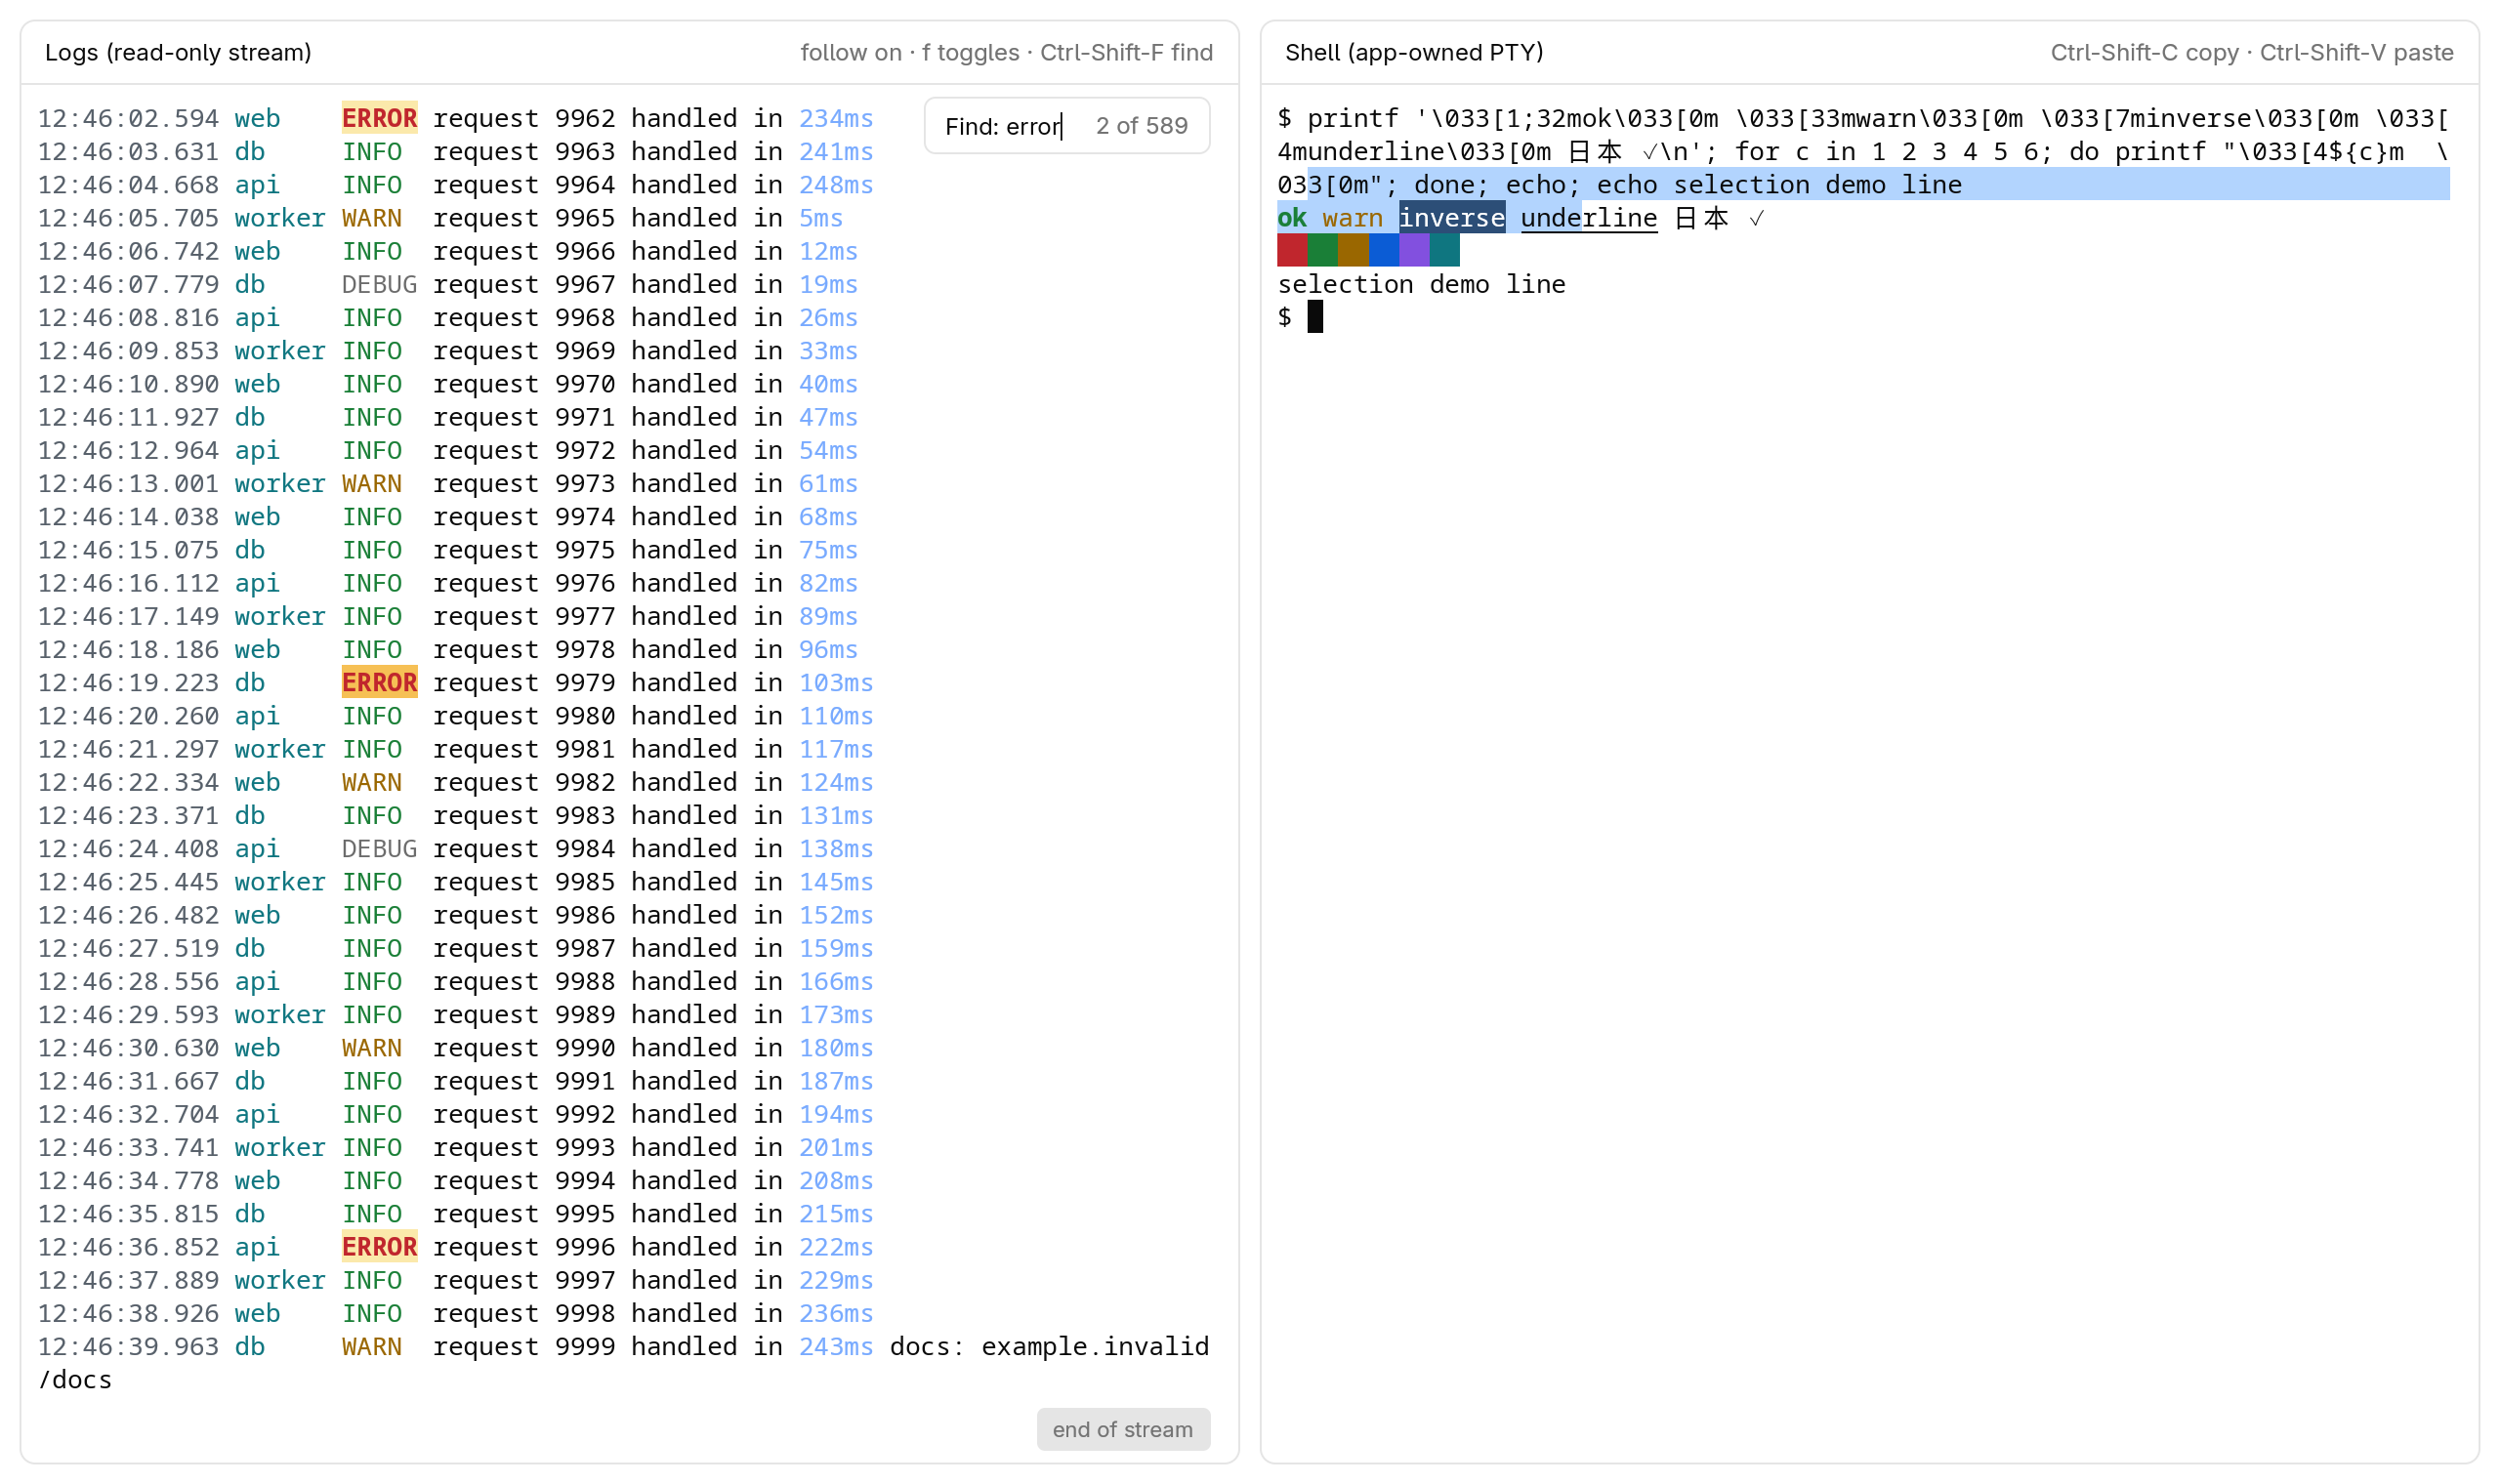 Logs (read-only stream)
follow on · f toggles · Ctrl-Shift-F find
Find: error 2 of 589
12:46:02.594 web    ERROR request 9962 handled in 234ms
12:46:03.631 db     INFO  request 9963 handled in 241ms
12:46:04.668 api    INFO  request 9964 handled in 248ms
12:46:05.705 worker WARN  request 9965 handled in 5ms
12:46:06.742 web    INFO  request 9966 handled in 12ms
12:46:07.779 db     DEBUG request 9967 handled in 19ms
12:46:08.816 api    INFO  request 9968 handled in 26ms
12:46:09.853 worker INFO  request 9969 handled in 33ms
12:46:10.890 web    INFO  request 9970 handled in 40ms
12:46:11.927 db     INFO  request 9971 handled in 47ms
12:46:12.964 api    INFO  request 9972 handled in 54ms
12:46:13.001 worker WARN  request 9973 handled in 61ms
12:46:14.038 web    INFO  request 9974 handled in 68ms
12:46:15.075 db     INFO  request 9975 handled in 75ms
12:46:16.112 api    INFO  request 9976 handled in 82ms
12:46:17.149 worker INFO  request 9977 handled in 89ms
12:46:18.186 web    INFO  request 9978 handled in 96ms
12:46:19.223 db     ERROR request 9979 handled in 103ms
12:46:20.260 api    INFO  request 9980 handled in 110ms
12:46:21.297 worker INFO  request 9981 handled in 117ms
12:46:22.334 web    WARN  request 9982 handled in 124ms
12:46:23.371 db     INFO  request 9983 handled in 131ms
12:46:24.408 api    DEBUG request 9984 handled in 138ms
12:46:25.445 worker INFO  request 9985 handled in 145ms
12:46:26.482 web    INFO  request 9986 handled in 152ms
12:46:27.519 db     INFO  request 9987 handled in 159ms
12:46:28.556 api    INFO  request 9988 handled in 166ms
12:46:29.593 worker INFO  request 9989 handled in 173ms
12:46:30.630 web    WARN  request 9990 handled in 180ms
12:46:31.667 db     INFO  request 9991 handled in 187ms
12:46:32.704 api    INFO  request 9992 handled in 194ms
12:46:33.741 worker INFO  request 9993 handled in 201ms
12:46:34.778 web    INFO  request 9994 handled in 208ms
12:46:35.815 db     INFO  request 9995 handled in 215ms
12:46:36.852 api    ERROR request 9996 handled in 222ms
12:46:37.889 worker INFO  request 9997 handled in 229ms
12:46:38.926 web    INFO  request 9998 handled in 236ms
12:46:39.963 db     WARN  request 9999 handled in 243ms docs: example.invalid
/docs
end of stream
Shell (app-owned PTY)
Ctrl-Shift-C copy · Ctrl-Shift-V paste
$ printf '\033[1;32mok\033[0m \033[33mwarn\033[0m \033[7minverse\033[0m \033[
4munderline\033[0m 日本 ✓\n'; for c in 1 2 3 4 5 6; do printf "\033[4${c}m  \
033[0m"; done; echo; echo selection demo line
ok warn inverse underline 日本 ✓
selection demo line
$